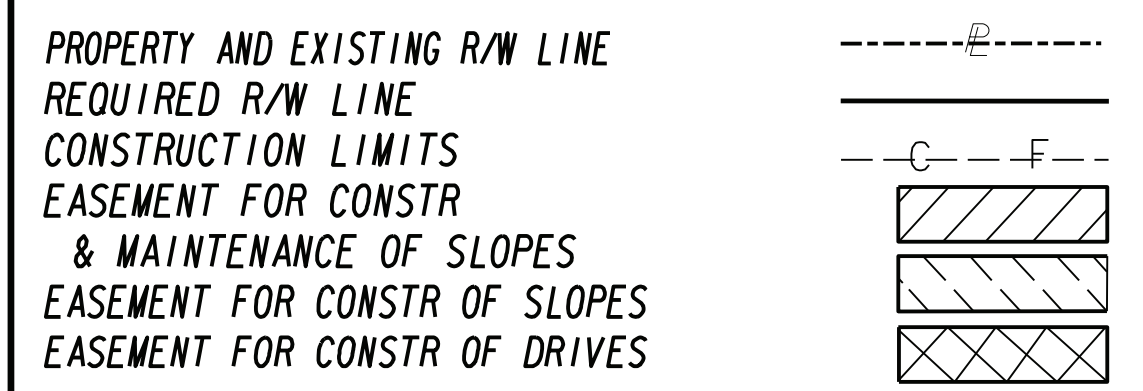 PROPERTY AND EXISTING R/W LINE
PL
REQUIRED R/W LINE
CONSTRUCTION LIMITS
C F
EASEMENT FOR CONSTR
& MAINTENANCE OF SLOPES
EASEMENT FOR CONSTR OF SLOPES
EASEMENT FOR CONSTR OF DRIVES